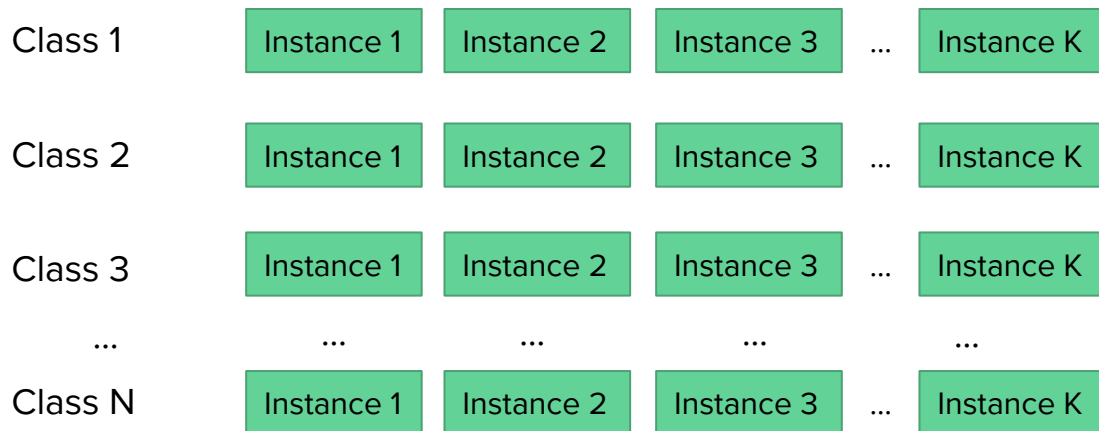 Class 1 Instance 1 Instance 2 Instance 3 ... Instance K
Class 2 Instance 1 Instance 2 Instance 3 ... Instance K
Class 3 Instance 1 Instance 2 Instance 3 ... Instance K
... ... ... ... ...
Class N Instance 1 Instance 2 Instance 3 ... Instance K